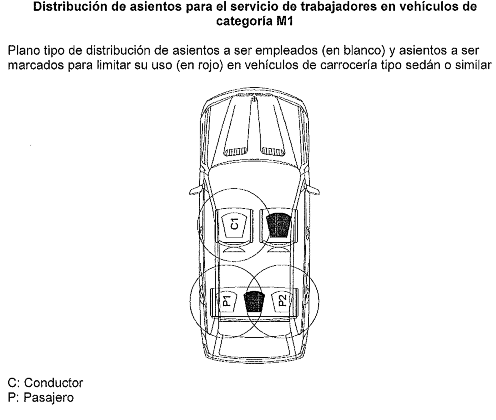 Distribución de asientos para el servicio de trabajadores en vehículos de
categoría M1
Plano tipo de distribución de asientos a ser empleados (en blanco) y asientos a ser
marcados para limitar su uso (en rojo) en vehículos de carrocería tipo sedán o similar
C1
P1
P2
C: Conductor
P: Pasajero